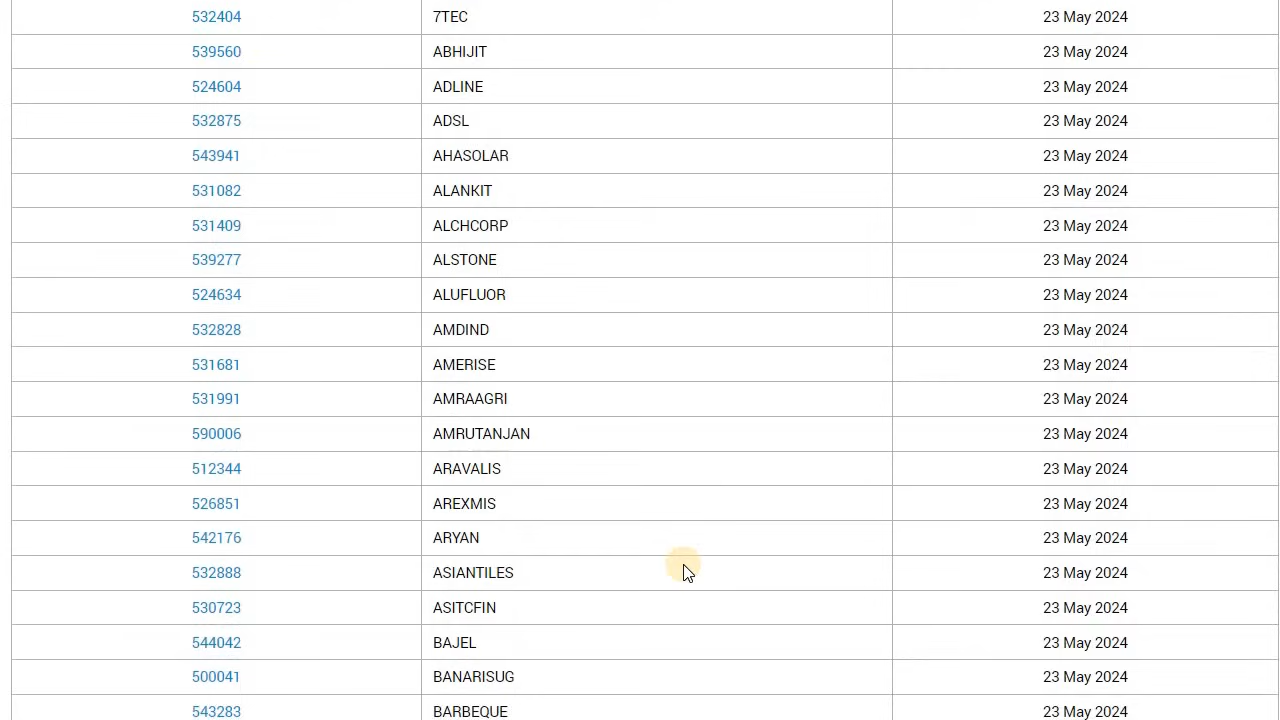 532404 7TEC 23 May 2024
539560 ABHIJIT 23 May 2024
524604 ADLINE 23 May 2024
532875 ADSL 23 May 2024
543941 AHASOLAR 23 May 2024
531082 ALANKIT 23 May 2024
531409 ALCHCORP 23 May 2024
539277 ALSTONE 23 May 2024
524634 ALUFLUOR 23 May 2024
532828 AMDIND 23 May 2024
531681 AMERISE 23 May 2024
531991 AMRAAGRI 23 May 2024
590006 AMRUTANJAN 23 May 2024
512344 ARAVALIS 23 May 2024
526851 AREXMIS 23 May 2024
542176 ARYAN 23 May 2024
532888 ASIANTILES 23 May 2024
530723 ASITCFIN 23 May 2024
544042 BAJEL 23 May 2024
500041 BANARISUG 23 May 2024
543283 BARBEQUE 23 May 2024